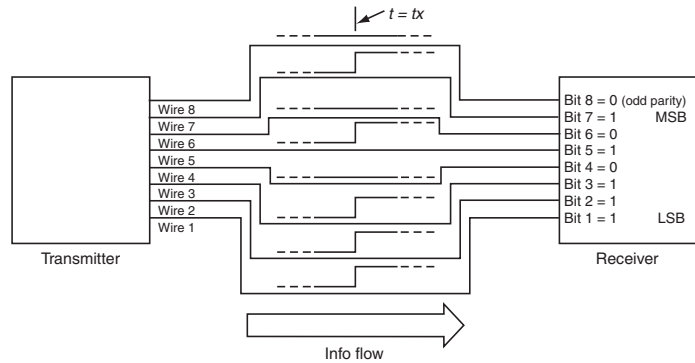 t = tx
Wire 8
Wire 7
Wire 6
Wire 5
Wire 4
Wire 3
Wire 2
Wire 1
Transmitter
Bit 8 = 0 (odd parity)
Bit 7 = 1 MSB
Bit 6 = 0
Bit 5 = 1
Bit 4 = 0
Bit 3 = 1
Bit 2 = 1
Bit 1 = 1 LSB
Receiver
Info flow